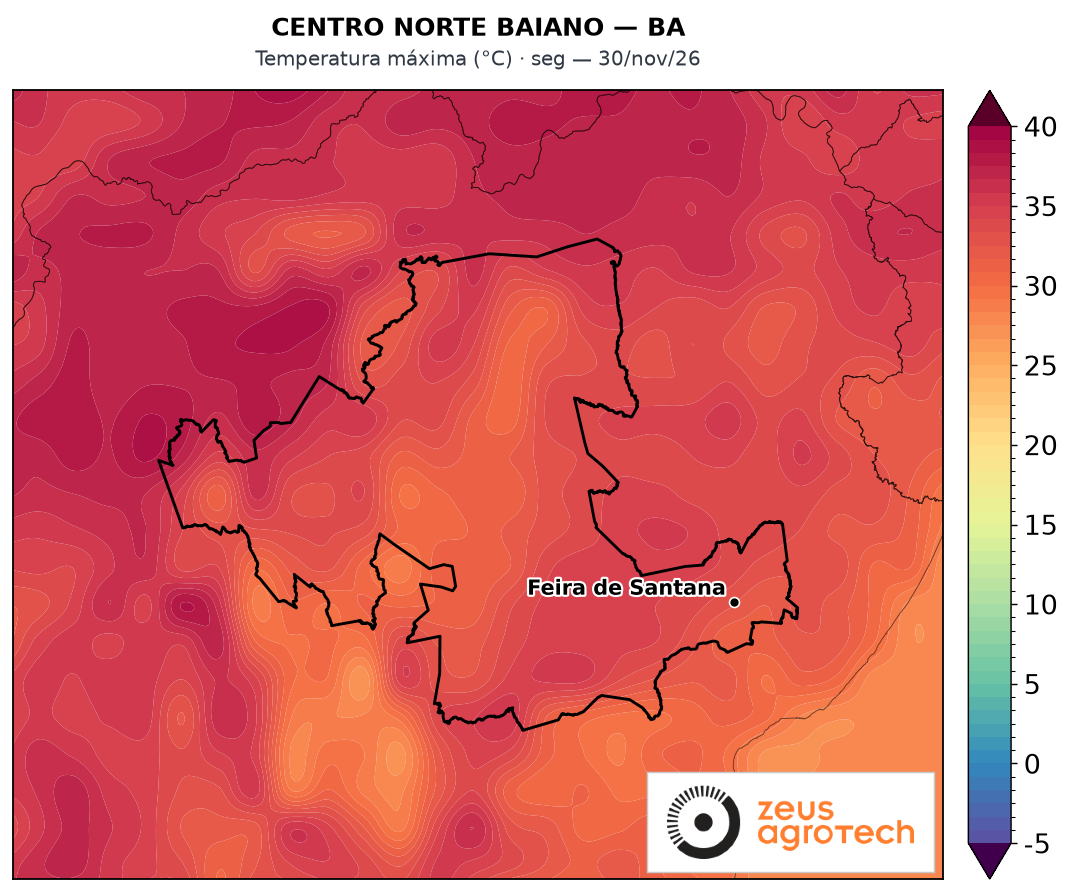 CENTRO NORTE BAIANO — BA
Temperatura máxima (°C) · seg — 30/nov/26
40
35
30
25
20
15
10
5
0
-5
Feira de Santana
zeus
agrotech